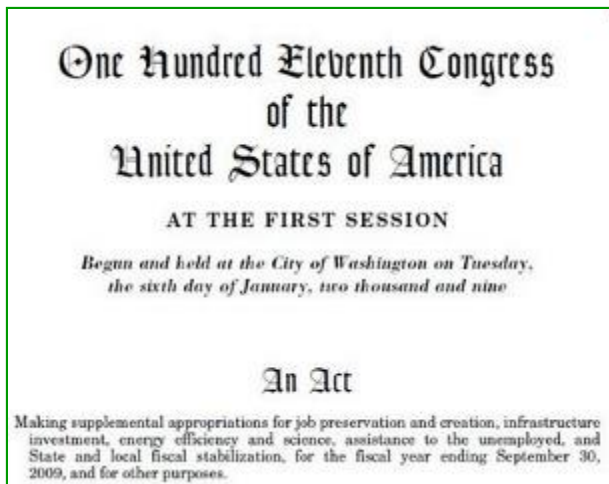 One Hundred Eleventh Congress
of the
United States of America
AT THE FIRST SESSION
Begun and held at the City of Washington on Tuesday,
the sixth day of January, two thousand and nine
An Act
Making supplemental appropriations for job preservation and creation, infrastructure
investment, energy efficiency and science, assistance to the unemployed, and
State and local fiscal stabilization, for the fiscal year ending September 30,
2009, and for other purposes.